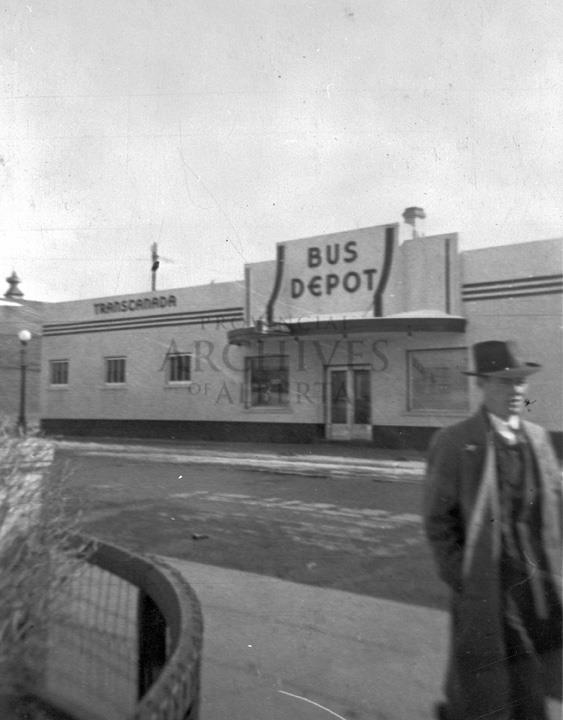 BUS
DEPOT
TRANSCANADA
PROVINCIAL
ARCHIVES
OF ALBERTA